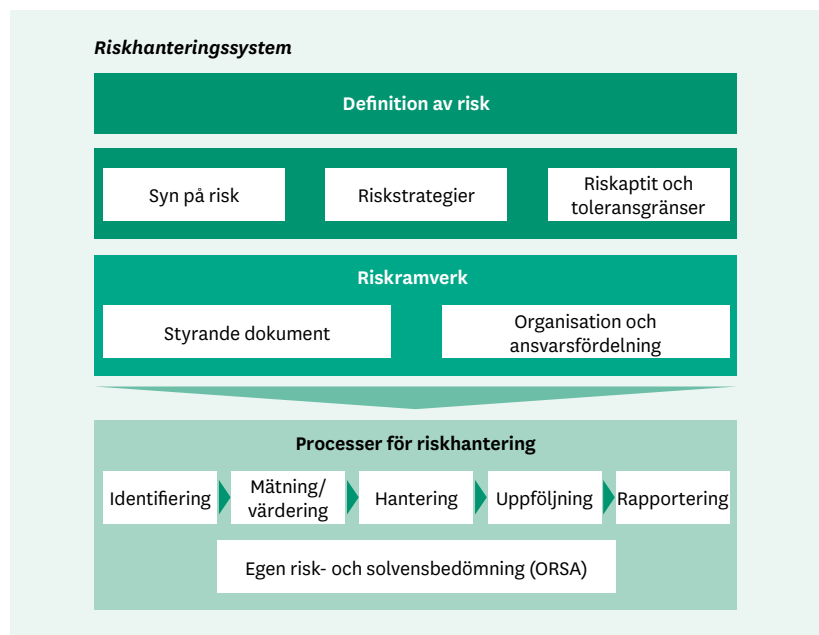 Riskhanteringssystem
Definition av risk
Syn på risk
Riskstrategier
Riskaptit och
toleransgränser
Riskramverk
Styrande dokument
Organisation och
ansvarsfördelning
Processer för riskhantering
Identifiering
Mätning/
värdering
Hantering
Uppföljning
Rapportering
Egen risk- och solvensbedömning (ORSA)